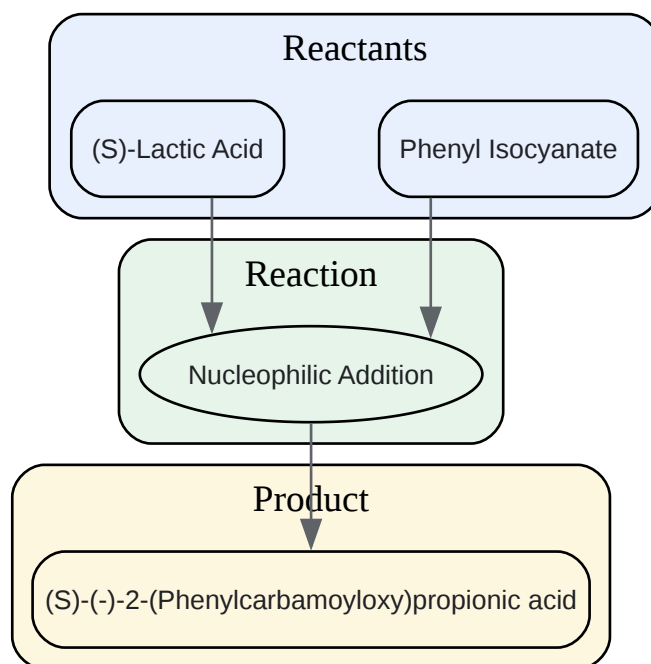 Reactants
(S)-Lactic Acid
Phenyl Isocyanate
Reaction
Nucleophilic Addition
Product
(S)-(-)-2-(Phenylcarbamoyloxy)propionic acid